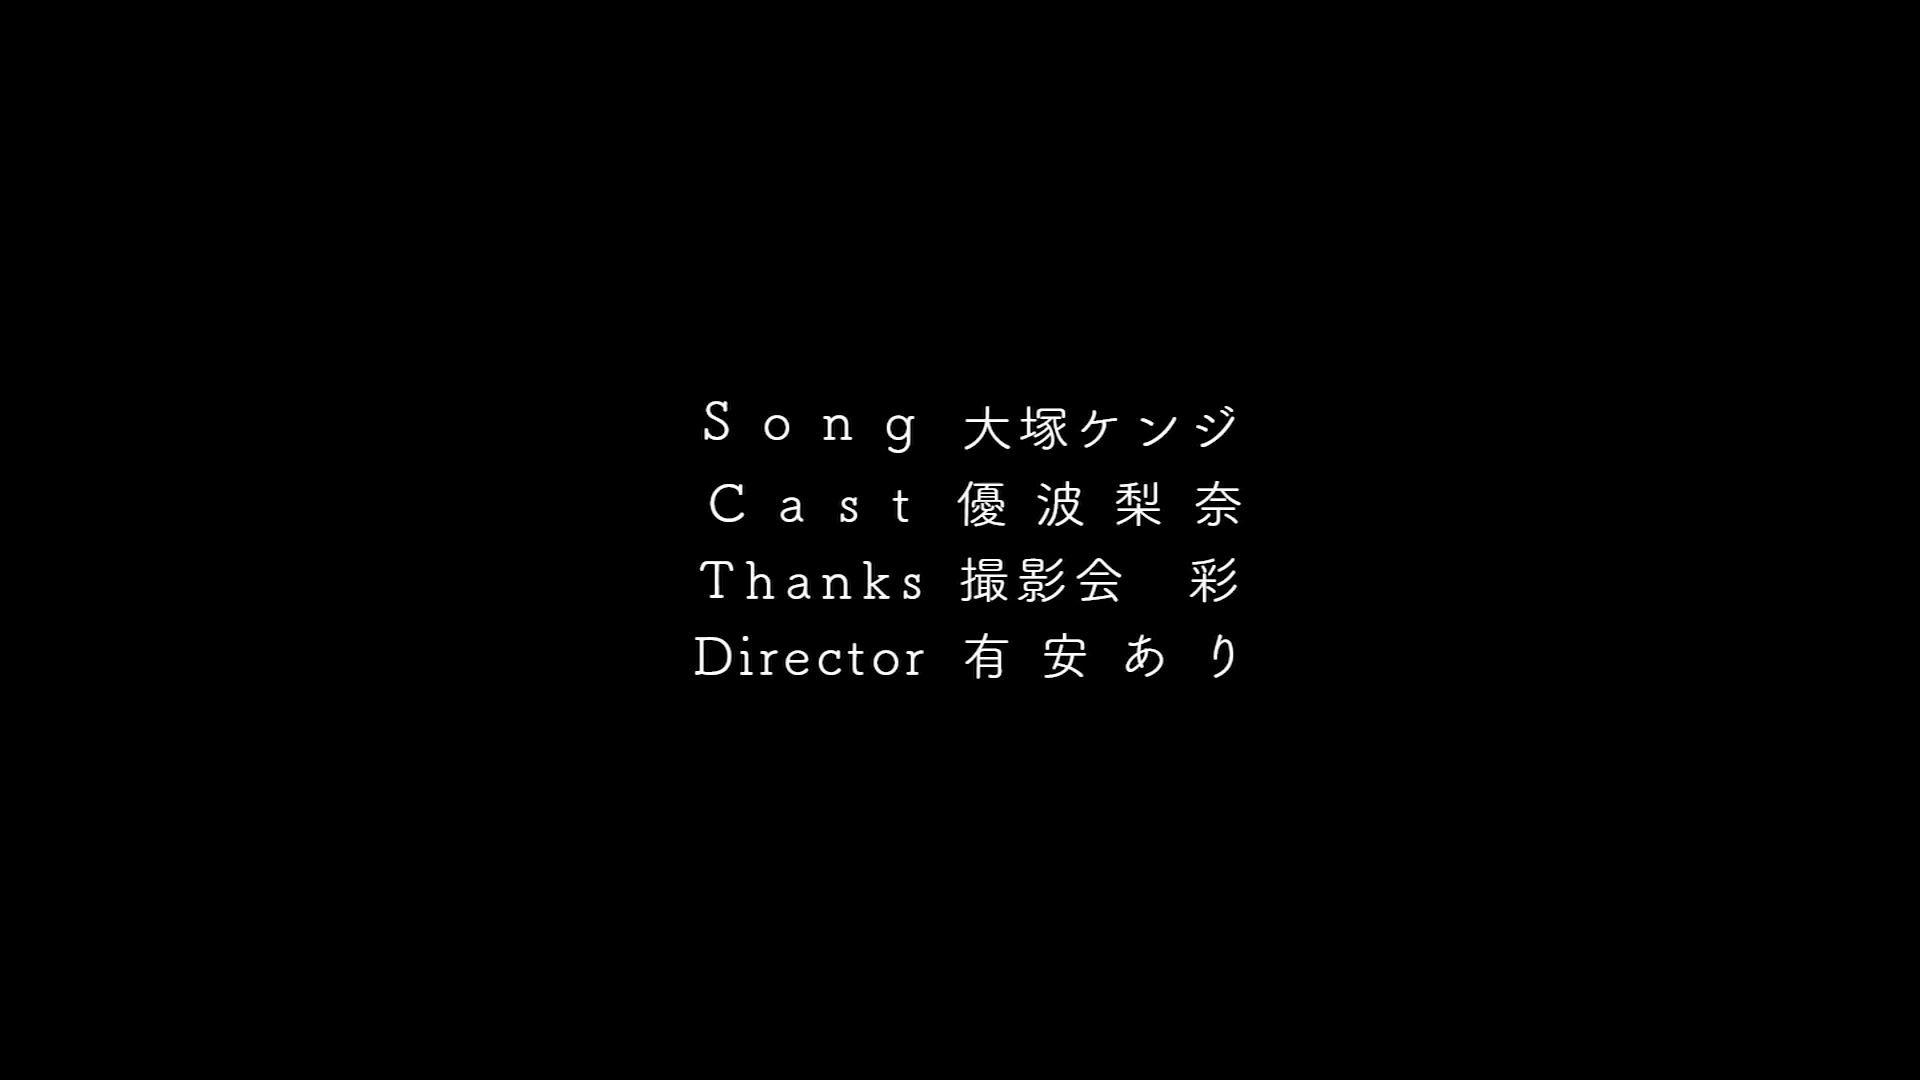 Song 大塚ケンジ
Cast 優波梨奈
Thanks 撮影会　彩
Director 有安あり